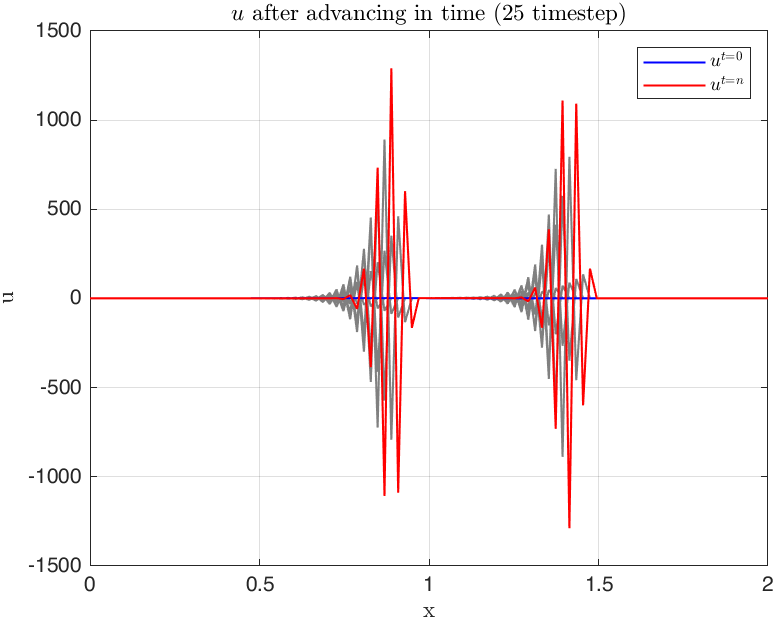 u after advancing in time (25 timestep)
1500
1000
500
0
-500
-1000
-1500
u
u^{t=0}
u^{t=n}
0 0.5 1 1.5 2
x